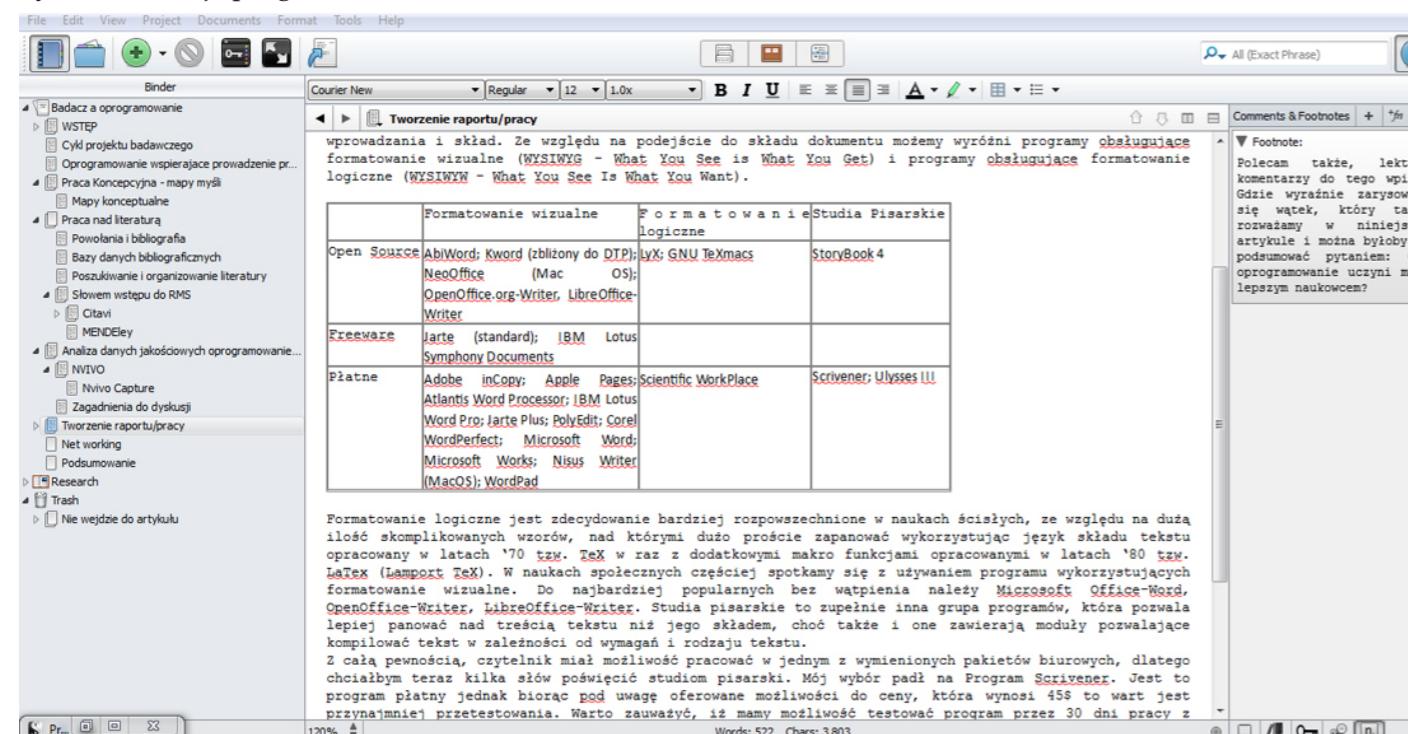 File Edit View Project Documents Format Tools Help
All (Exact Phrase)
Binder
Courier New Regular 12 1.0x B I U A
Badacz a oprogramowanie
WSTĘP
Cykl projektu badawczego
Oprogramowanie wspierajace prowadzenie pr...
Praca Koncepcyjna - mapy myśli
Mapy konceptualne
Praca nad literaturą
Powołania i bibliografia
Bazy danych bibliograficznych
Poszukiwanie i organizowanie literatury
Słowem wstępu do RMS
Citavi
MENDEley
Analiza danych jakościowych oprogramowanie...
NVIVO
Nvivo Capture
Zagadnienia do dyskusji
Tworzenie raportu/pracy
Net working
Podsumowanie
Research
Trash
Nie wejdzie do artykułu
Tworzenie raportu/pracy
wprowadzania i skład. Ze względu na podejście do składu dokumentu możemy wyróżni programy obsługujące
formatowanie wizualne (WYSIWYG - What You See is What You Get) i programy obsługujące formatowanie
logiczne (WYSIWYW - What You See Is What You Want).
Formatowanie wizualne Formatowanie Studia Pisarskie
logiczne
Open Source AbiWord; Kword (zbliżony do DTP); LyX; GNU TeXmacs StoryBook 4
NeoOffice (Mac OS);
OpenOffice.org-Writer, LibreOffice-
Writer
Freeware Jarte (standard); IBM Lotus
Symphony Documents
Płatne Adobe inCopy; Apple Pages; Scientific WorkPlace Scrivener; Ulysses III
Atlantis Word Processor; IBM Lotus
Word Pro; Jarte Plus; PolyEdit; Corel
WordPerfect; Microsoft Word;
Microsoft Works; Nisus Writer
(MacOS); WordPad
Formatowanie logiczne jest zdecydowanie bardziej rozpowszechnione w naukach ścisłych, ze względu na dużą
ilość skomplikowanych wzorów, nad którymi dużo proście zapanować wykorzystując język składu tekstu
opracowany w latach '70 tzw. TeX w raz z dodatkowymi makro funkcjami opracowanymi w latach '80 tzw.
LaTex (Lamport TeX). W naukach społecznych częściej spotkamy się z używaniem programu wykorzystujących
formatowanie wizualne. Do najbardziej popularnych bez wątpienia należy Microsoft Office-Word,
OpenOffice-Writer, LibreOffice-Writer. Studia pisarskie to zupełnie inna grupa programów, która pozwala
lepiej panować nad treścią tekstu niż jego składem, choć także i one zawierają moduły pozwalające
kompilować tekst w zależności od wymagań i rodzaju tekstu.
Z całą pewnością, czytelnik miał możliwość pracować w jednym z wymienionych pakietów biurowych, dlatego
chciałbym teraz kilka słów poświęcić studiom pisarski. Mój wybór padł na Program Scrivener. Jest to
program płatny jednak biorąc pod uwagę oferowane możliwości do ceny, która wynosi 45$ to wart jest
przynajmniej przetestowania. Warto zauważyć, iż mamy możliwość testować program przez 30 dni pracy z
Comments & Footnotes + fn
Footnote:
Polecam także, lekt
komentarzy do tego wpi
Gdzie wyraźnie zarysow
się wątek, który ta
rozważamy w niniejs
artykule i można byłoby
podsumować pytaniem:
oprogramowanie uczyni m
lepszym naukowcem?
Pr...
120%
Words: 522 Chars: 3,803